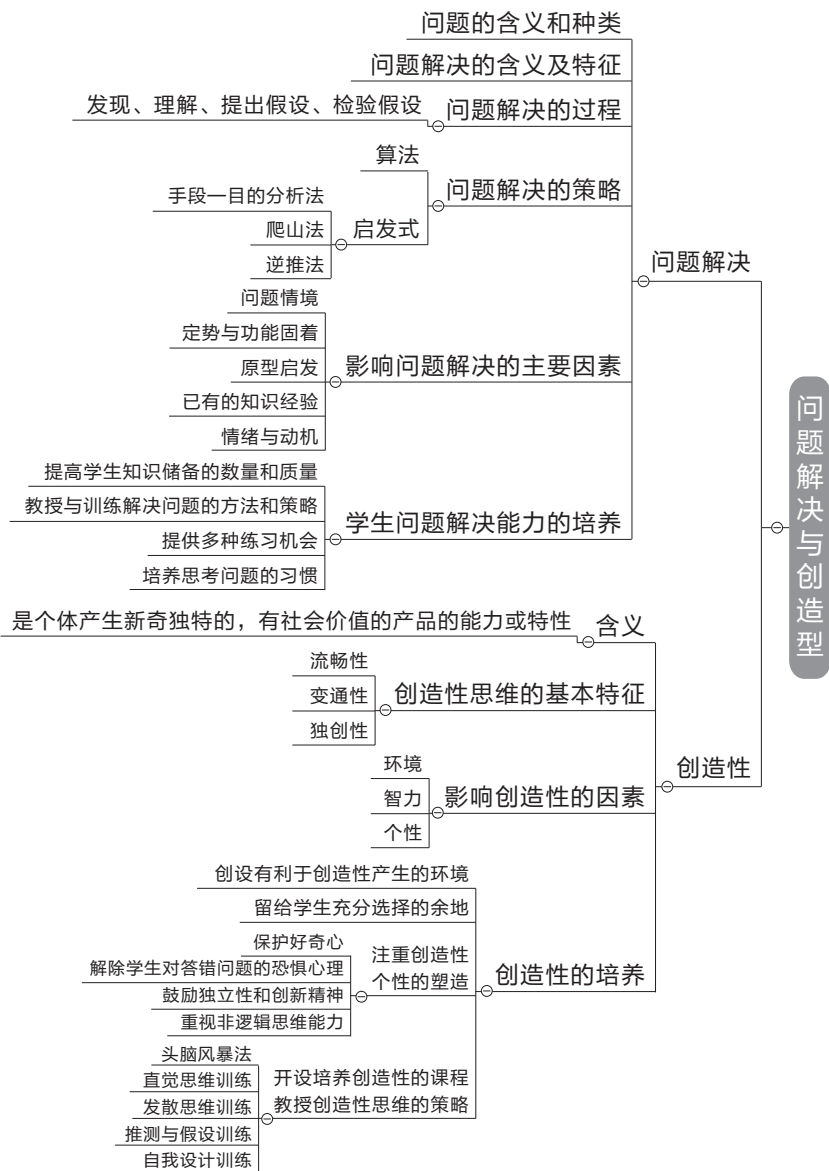 问题的含义和种类
问题解决的含义及特征
发现、理解、提出假设、检验假设
问题解决的过程
算法
手段一目的分析法
爬山法
逆推法
启发式
问题解决的策略
问题情境
定势与功能固着
原型启发
已有的知识经验
情绪与动机
影响问题解决的主要因素
提高学生知识储备的数量和质量
教授与训练解决问题的方法和策略
提供多种练习机会
培养思考问题的习惯
学生问题解决能力的培养
问题解决
问题解决与创造型
是个体产生新奇独特的，有社会价值的产品的能力或特性
含义
流畅性
变通性
独创性
创造性思维的基本特征
环境
智力
个性
影响创造性的因素
创造性
创设有利于创造性产生的环境
留给学生充分选择的余地
保护好奇心
解除学生对答错问题的恐惧心理
鼓励独立性和创新精神
重视非逻辑思维能力
注重创造性
个性的塑造
创造性的培养
头脑风暴法
直觉思维训练
发散思维训练
推测与假设训练
自我设计训练
开设培养创造性的课程
教授创造性思维的策略